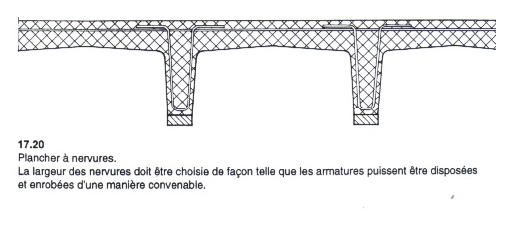 17.20
Plancher à nervures.
La largeur des nervures doit être choisie de façon telle que les armatures puissent être disposées
et enrobées d'une manière convenable.